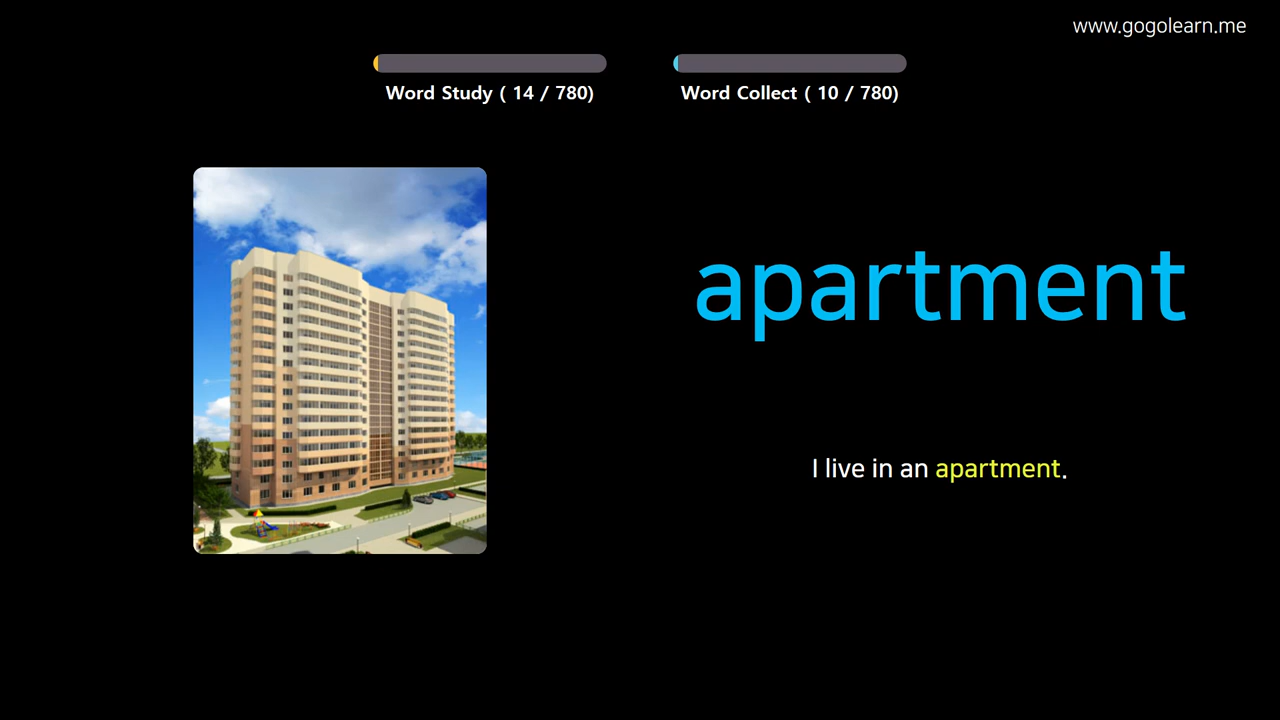 www.gogolearn.me
Word Study ( 14 / 780)
Word Collect ( 10 / 780)
apartment
I live in an apartment.